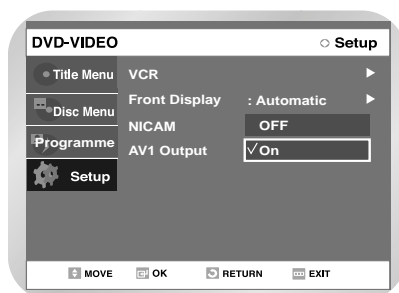 DVD-VIDEO Setup
Title Menu
Disc Menu
Programme
Setup
VCR
Front Display : Automatic
NICAM OFF
AV1 Output ✓On
MOVE OK RETURN EXIT